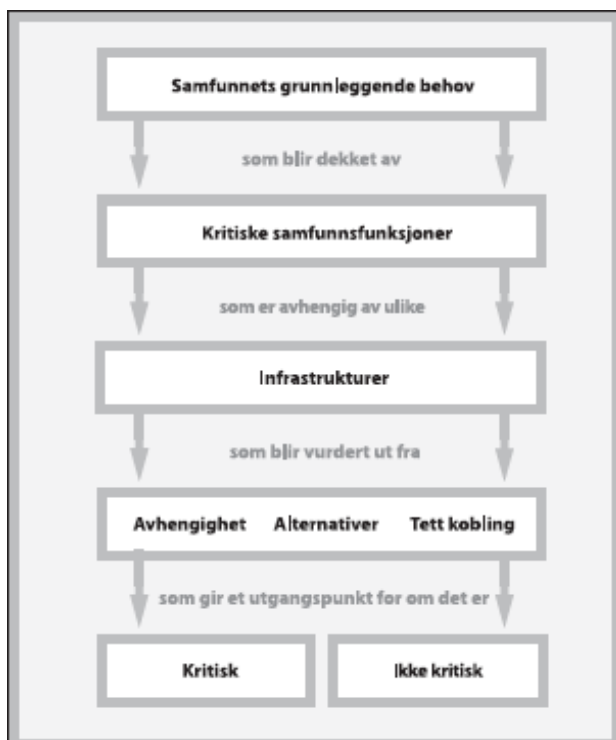 Samfunnets grunnleggende behov
som blir dekket av
Kritiske samfunnsfunksjoner
som er avhengig av ulike
Infrastrukturer
som blir vurdert ut fra
Avhengighet Alternativer Tett kobling
som gir et utgangspunkt for om det er
Kritisk Ikke kritisk